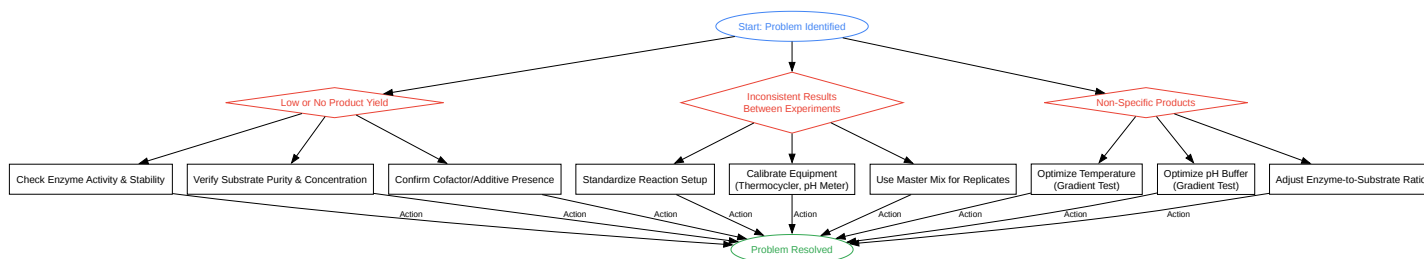 Start: Problem Identified
Low or No Product Yield
Inconsistent Results
Between Experiments
Non-Specific Products
Check Enzyme Activity & Stability
Verify Substrate Purity & Concentration
Confirm Cofactor/Additive Presence
Standardize Reaction Setup
Calibrate Equipment
(Thermocycler, pH Meter)
Use Master Mix for Replicates
Optimize Temperature
(Gradient Test)
Optimize pH Buffer
(Gradient Test)
Adjust Enzyme-to-Substrate Ratio
Action
Action
Action
Action
Action
Action
Action
Action
Action
Problem Resolved